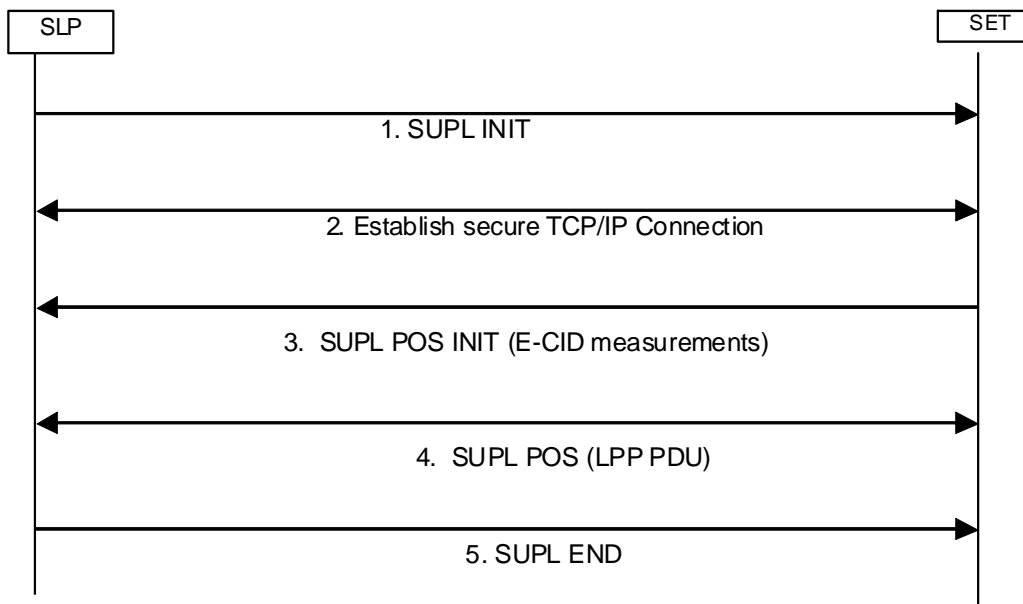 SLP
SET
1. SUPL INIT
2. Establish secure TCP/IP Connection
3. SUPL POS INIT (E-CID measurements)
4. SUPL POS (LPP PDU)
5. SUPL END